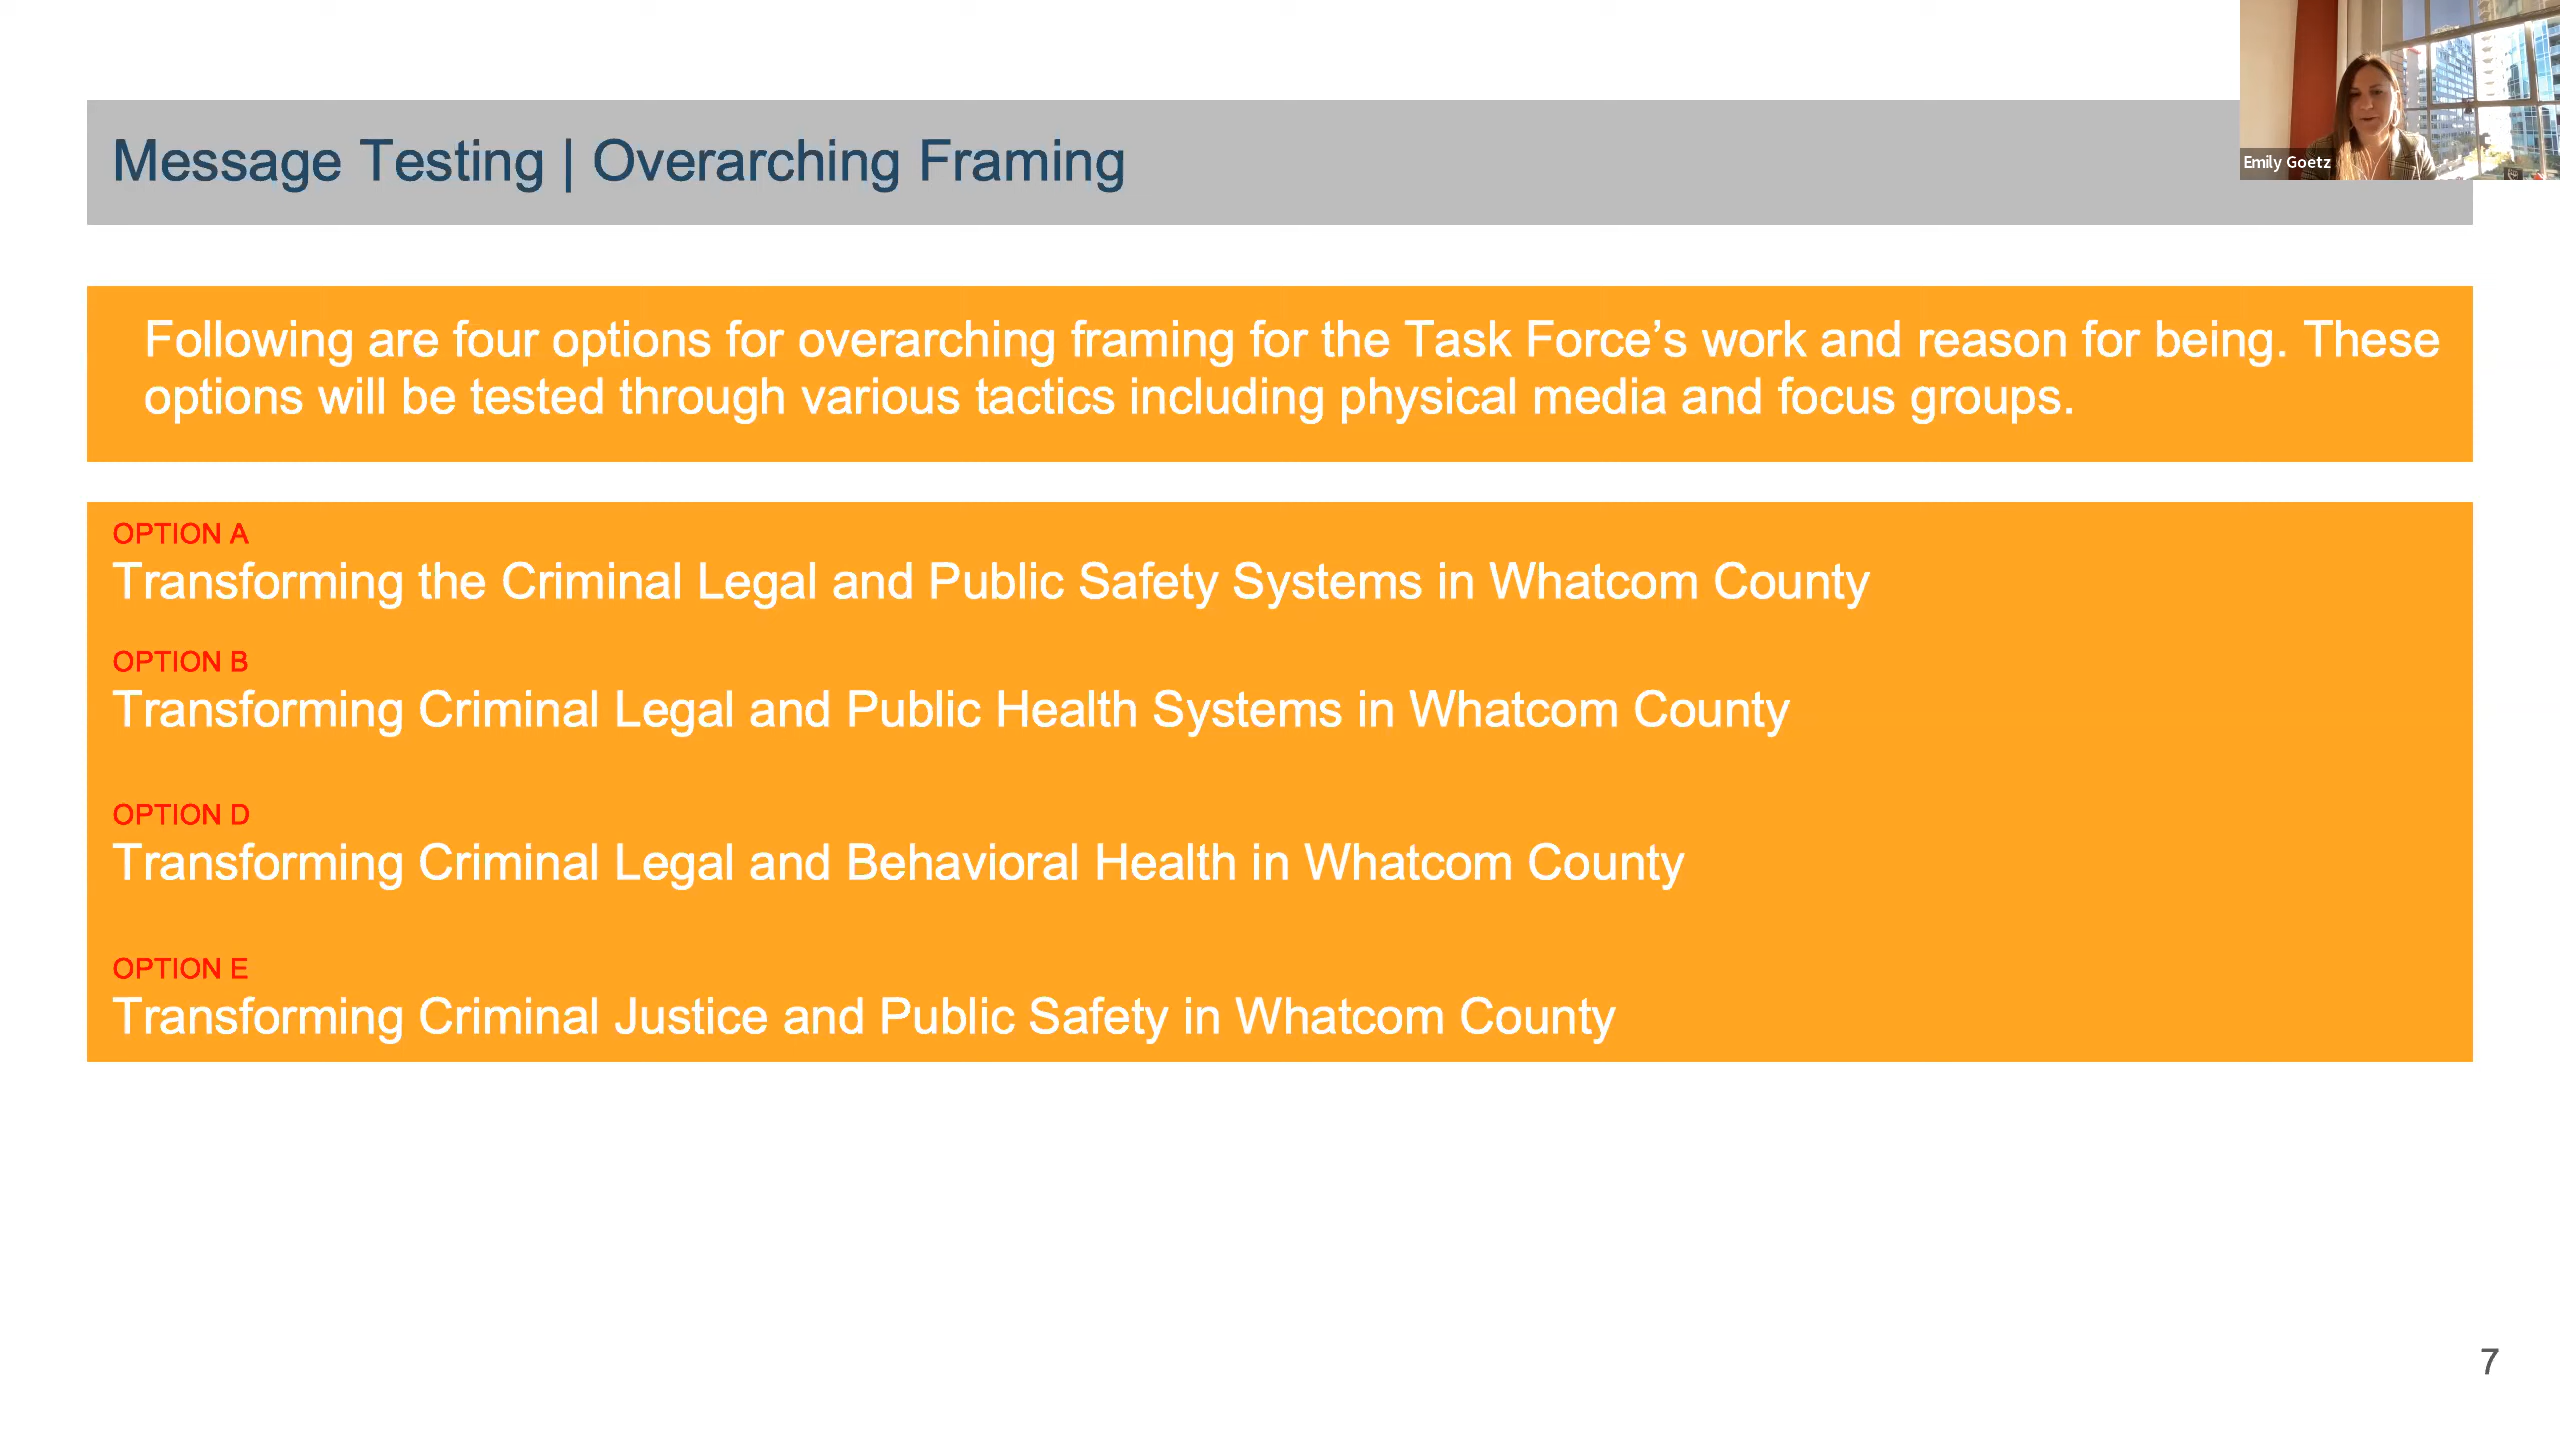 Emily Goetz
Message Testing | Overarching Framing
Following are four options for overarching framing for the Task Force’s work and reason for being. These
options will be tested through various tactics including physical media and focus groups.
OPTION A
Transforming the Criminal Legal and Public Safety Systems in Whatcom County
OPTION B
Transforming Criminal Legal and Public Health Systems in Whatcom County
OPTION D
Transforming Criminal Legal and Behavioral Health in Whatcom County
OPTION E
Transforming Criminal Justice and Public Safety in Whatcom County
7